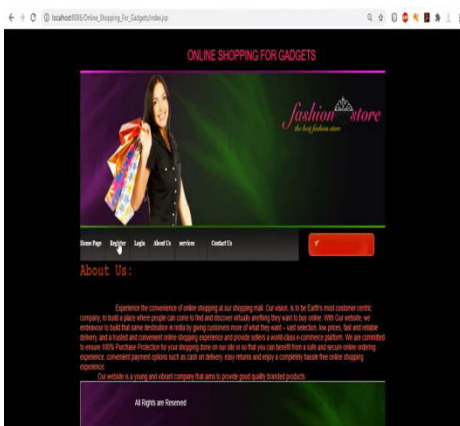 localhost:8086/Online_Shopping_For_Gadgets/index.jsp
ONLINE SHOPPING FOR GADGETS
fashion store
the best fashion store
Home Page Register Login About Us services Contact Us
About Us:
Experience the convenience of online shopping at our shopping mall. Our vision, is to be Earth's most customer centric
company; to build a place where people can come to find and discover virtually anything they want to buy online. With Our website, we
endeavour to build that same destination in India by giving customers more of what they want - vast selection, low prices, fast and reliable
delivery, and a trusted and convenient online shopping experience and provide sellers a world-class e-commerce platform. We are committed
to ensure 100% Purchase Protection for your shopping done on our site in so that you can benefit from a safe and secure online ordering
experience, convenient payment options such as cash on delivery, easy returns and enjoy a completely hassle free online shopping
experience.
Our website is a young and vibrant company that aims to provide good quality branded products.
All Rights are Reserved